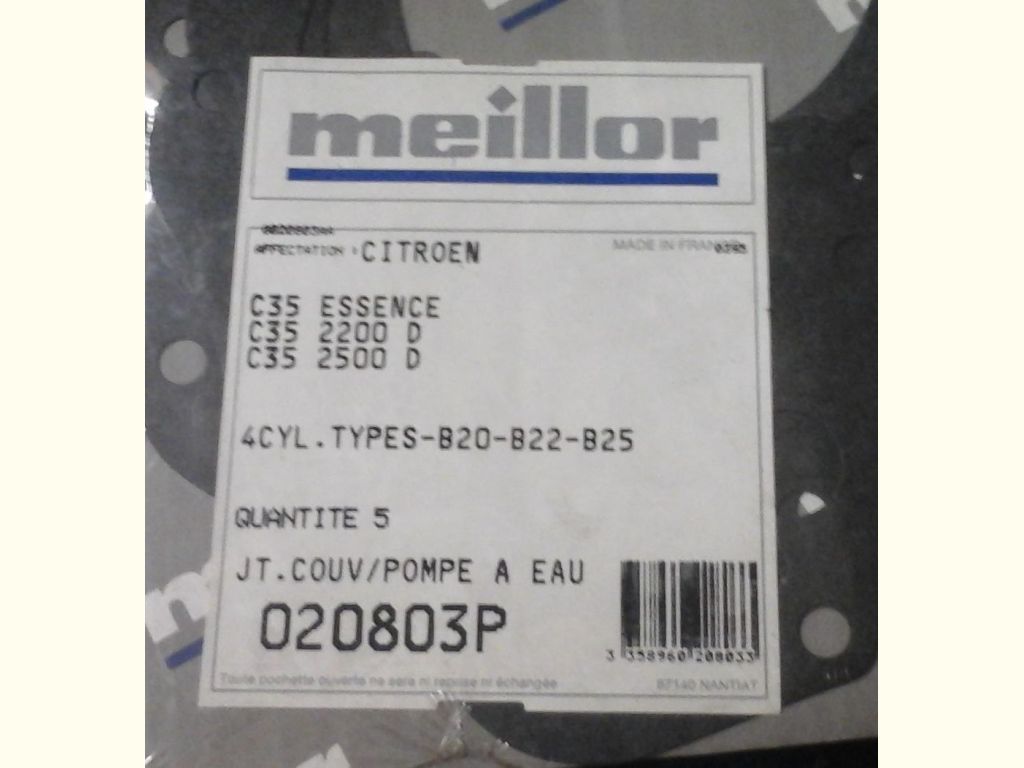 meillor
0020803AA
AFFECTATION : CITROEN
MADE IN FRANCE
0395
C35 ESSENCE
C35 2200 D
C35 2500 D
4CYL.TYPES-B20-B22-B25
QUANTITE 5
JT.COUV/POMPE A EAU
020803P
3 358960 208033
Toute pochette ouverte ne sera ni reprise ni échangée
87140 NANTIAT